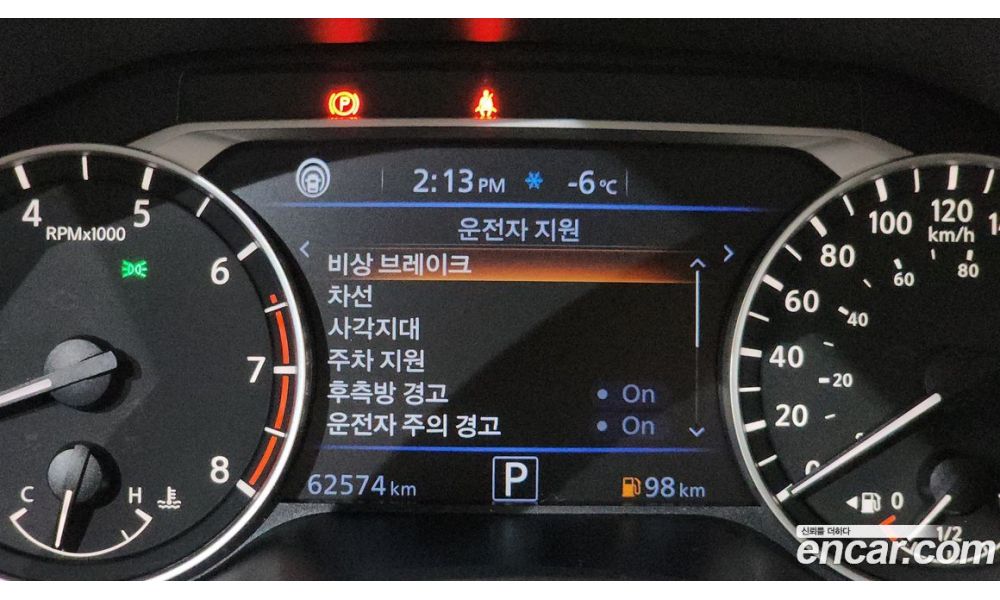 P
2:13 PM -6°C
운전자 지원
비상 브레이크
차선
사각지대
주차 지원
후측방 경고 On
운전자 주의 경고 On
62574 km P 98 km
4 5 6 7 8
RPMx1000
C H
0 20 40 60 80 100 120
km/h
20 40 60 80
0 1/2
신뢰를 더하다
encar.com